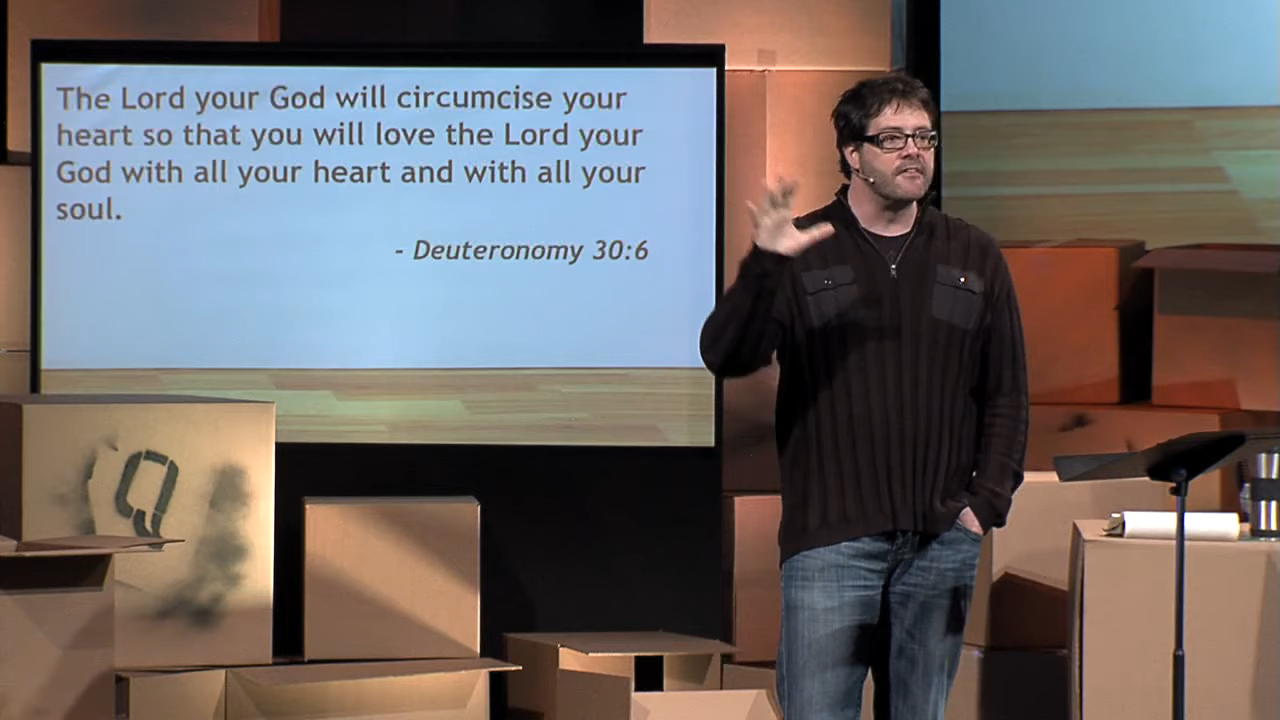 The Lord your God will circumcise your
heart so that you will love the Lord your
God with all your heart and with all your
soul.
- Deuteronomy 30:6
Q